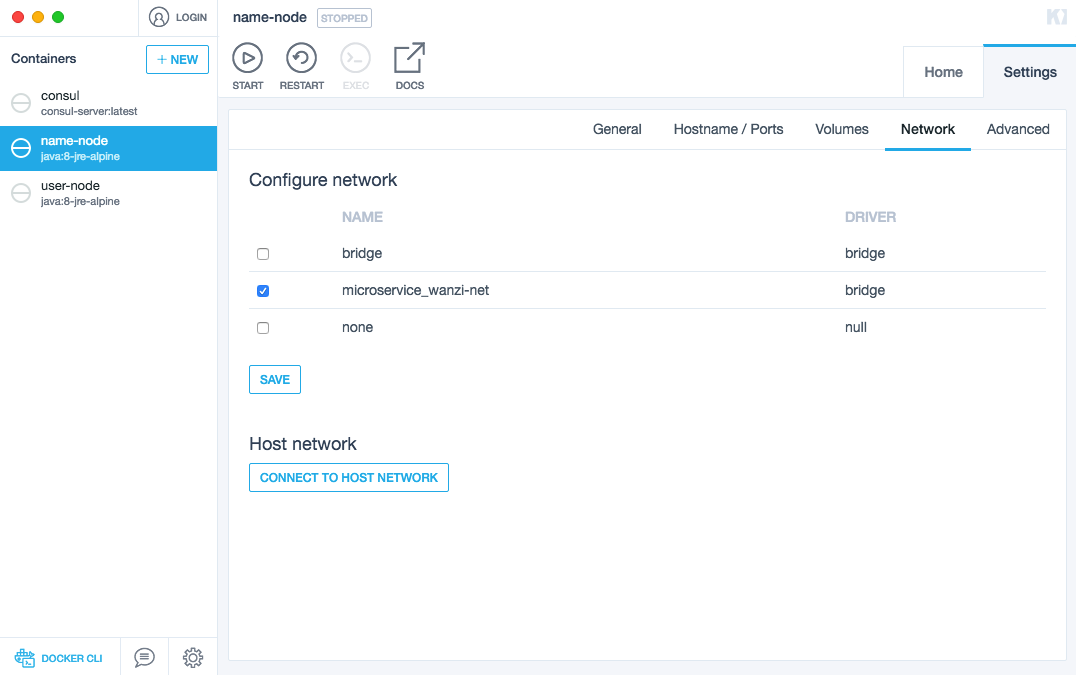 LOGIN
name-node STOPPED
Containers
+ NEW
START RESTART EXEC DOCS
Home Settings
consul
consul-server:latest
name-node
java:8-jre-alpine
user-node
java:8-jre-alpine
General Hostname / Ports Volumes Network Advanced
Configure network
NAME DRIVER
bridge bridge
microservice_wanzi-net bridge
none null
SAVE
Host network
CONNECT TO HOST NETWORK
DOCKER CLI